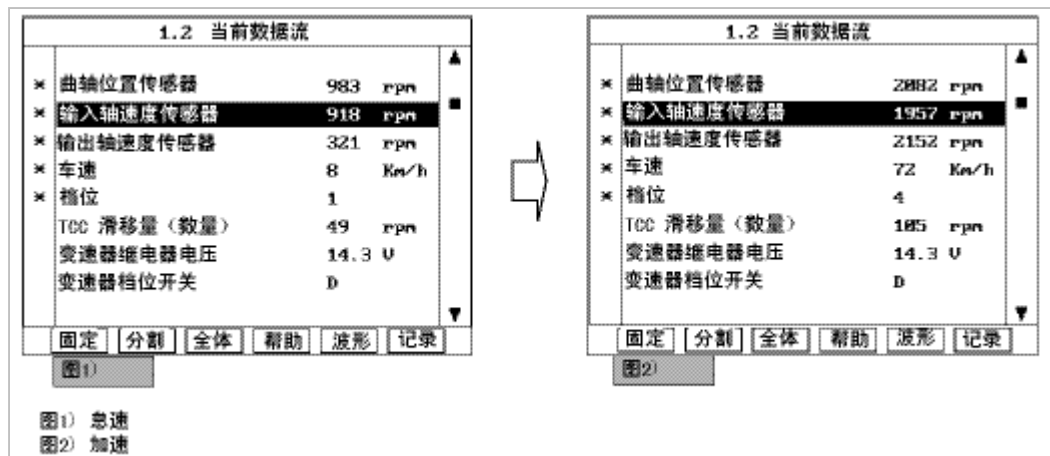 1.2 当前数据流
* 曲轴位置传感器 983 rpm
* 输入轴速度传感器 918 rpm
* 输出轴速度传感器 321 rpm
* 车速 8 Km/h
* 档位 1
TCC 滑移量（数量） 49 rpm
变速器继电器电压 14.3 V
变速器档位开关 D
固定 分割 全体 帮助 波形 记录
图1)
1.2 当前数据流
* 曲轴位置传感器 2082 rpm
* 输入轴速度传感器 1957 rpm
* 输出轴速度传感器 2152 rpm
* 车速 72 Km/h
* 档位 4
TCC 滑移量（数量） 105 rpm
变速器继电器电压 14.3 V
变速器档位开关 D
固定 分割 全体 帮助 波形 记录
图2)
图1) 怠速
图2) 加速